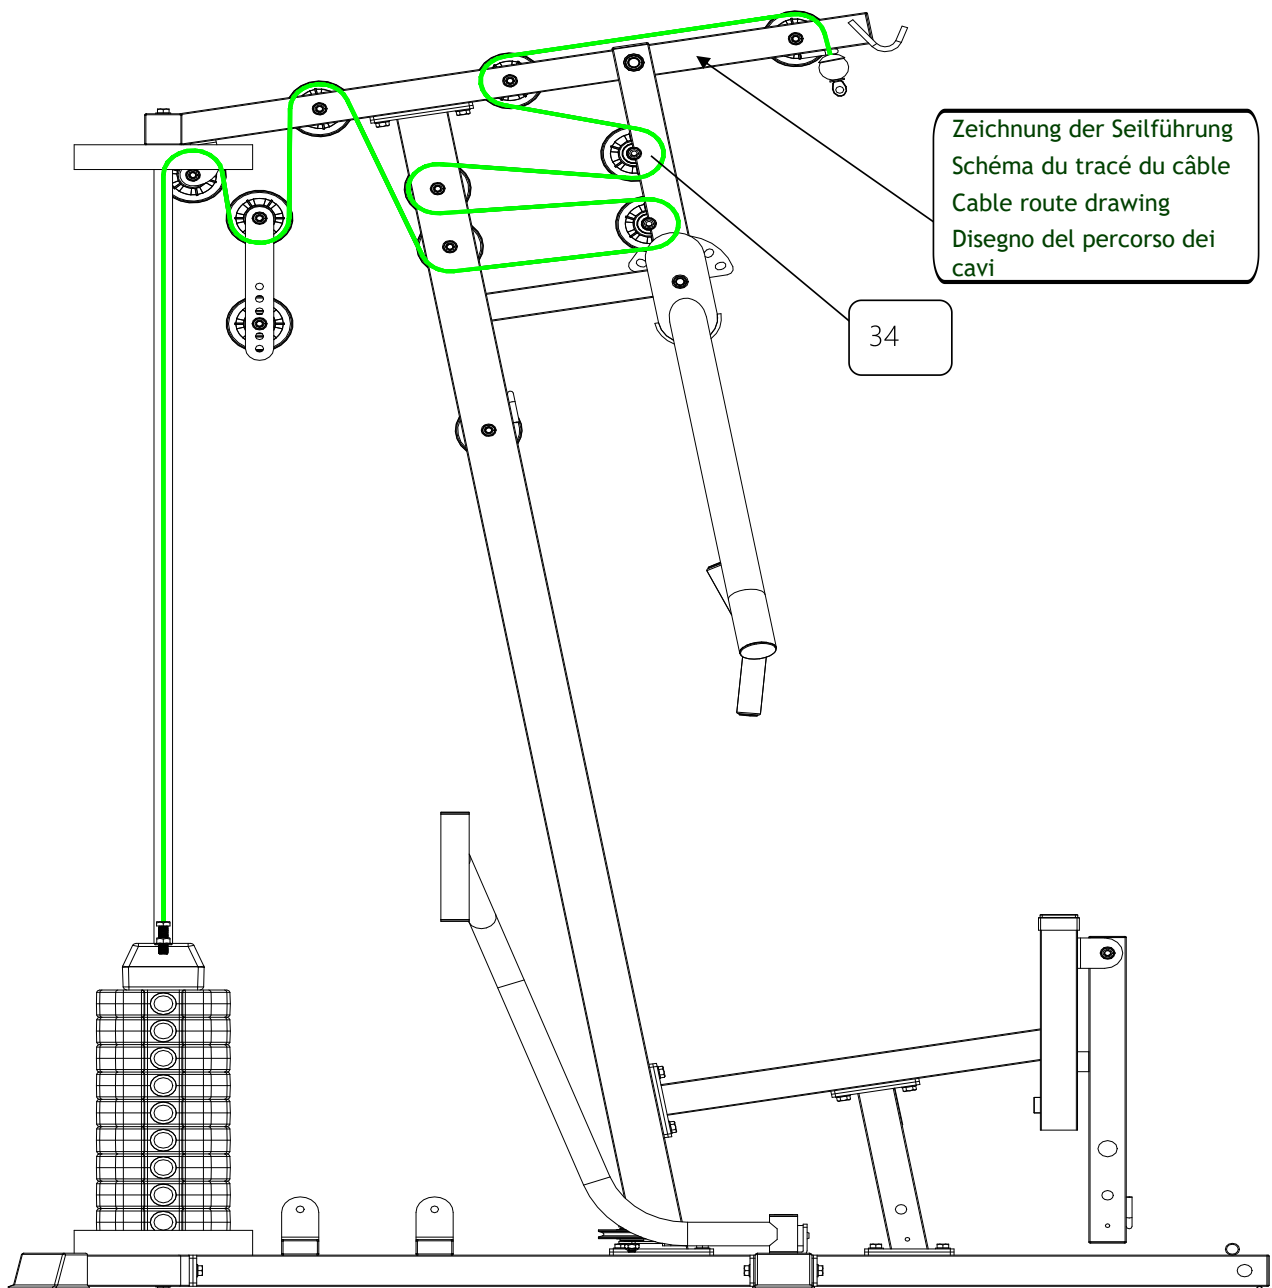 Zeichnung der Seilführung
Schéma du tracé du câble
Cable route drawing
Disegno del percorso dei
cavi
34